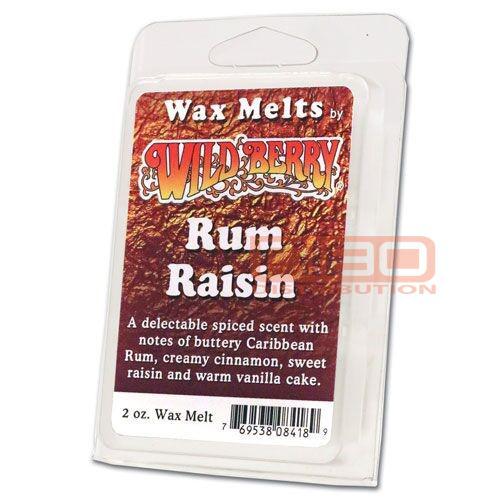 Wax Melts by
WILD BERRY®
Rum
Raisin
A delectable spiced scent with
notes of buttery Caribbean
Rum, creamy cinnamon, sweet
raisin and warm vanilla cake.
2 oz. Wax Melt
7 69538 08418 9